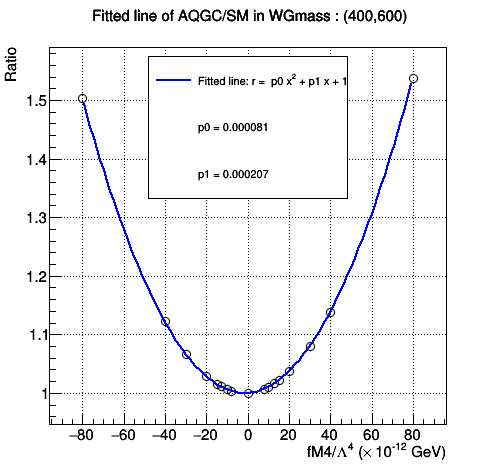 Fitted line of AQGC/SM in WGmass : (400,600)
Ratio
Fitted line: r = p0 x² + p1 x + 1
p0 = 0.000081
p1 = 0.000207
1.5
1.4
1.3
1.2
1.1
1
−80 −60 −40 −20 0 20 40 60 80
fM4/Λ⁴ (× 10⁻¹² GeV)